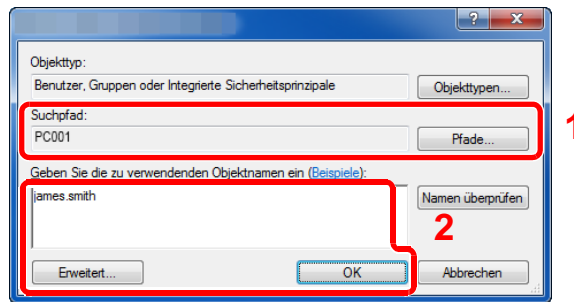 Objekttyp:
Benutzer, Gruppen oder Integrierte Sicherheitsprinzipale
Objekttypen...
Suchpfad:
PC001
Pfade...
1
Geben Sie die zu verwendenden Objektnamen ein (Beispiele):
james.smith
Namen überprüfen
2
Erweitert...
OK
Abbrechen